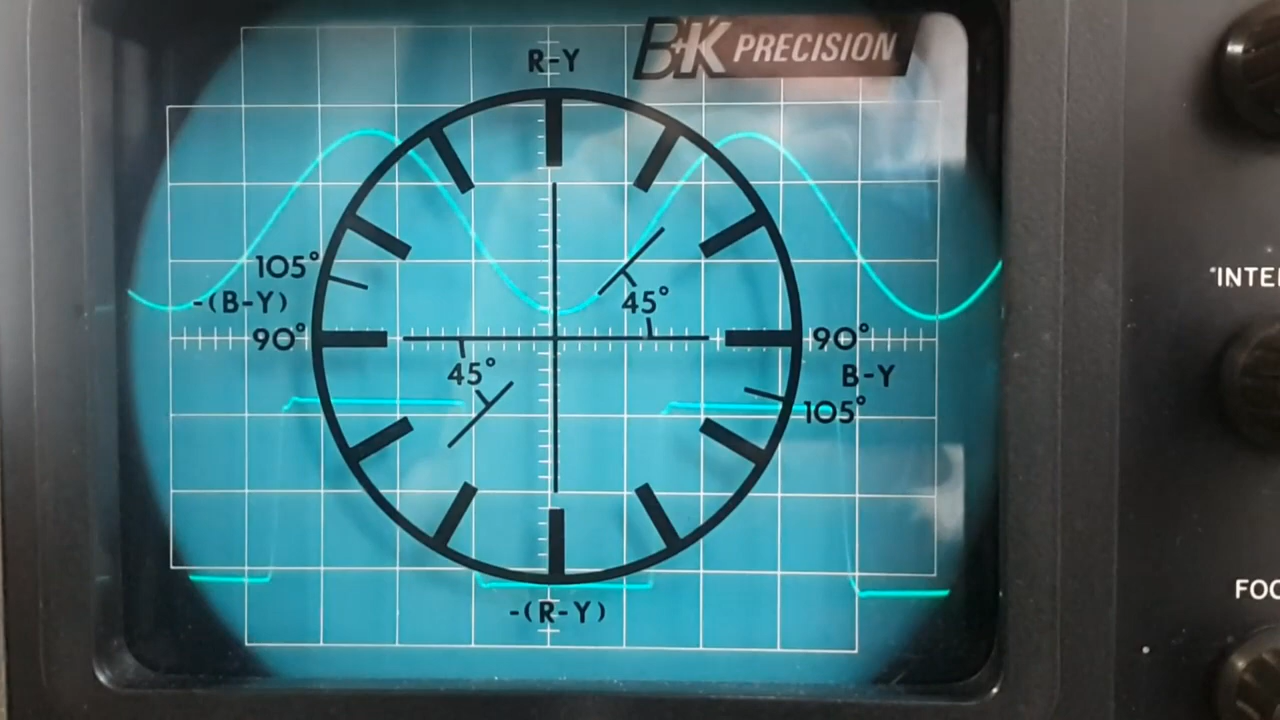 B+K PRECISION
R-Y
105°
-(B-Y)
90°
45°
45°
90°
B-Y
105°
-(R-Y)
INTE
FOC